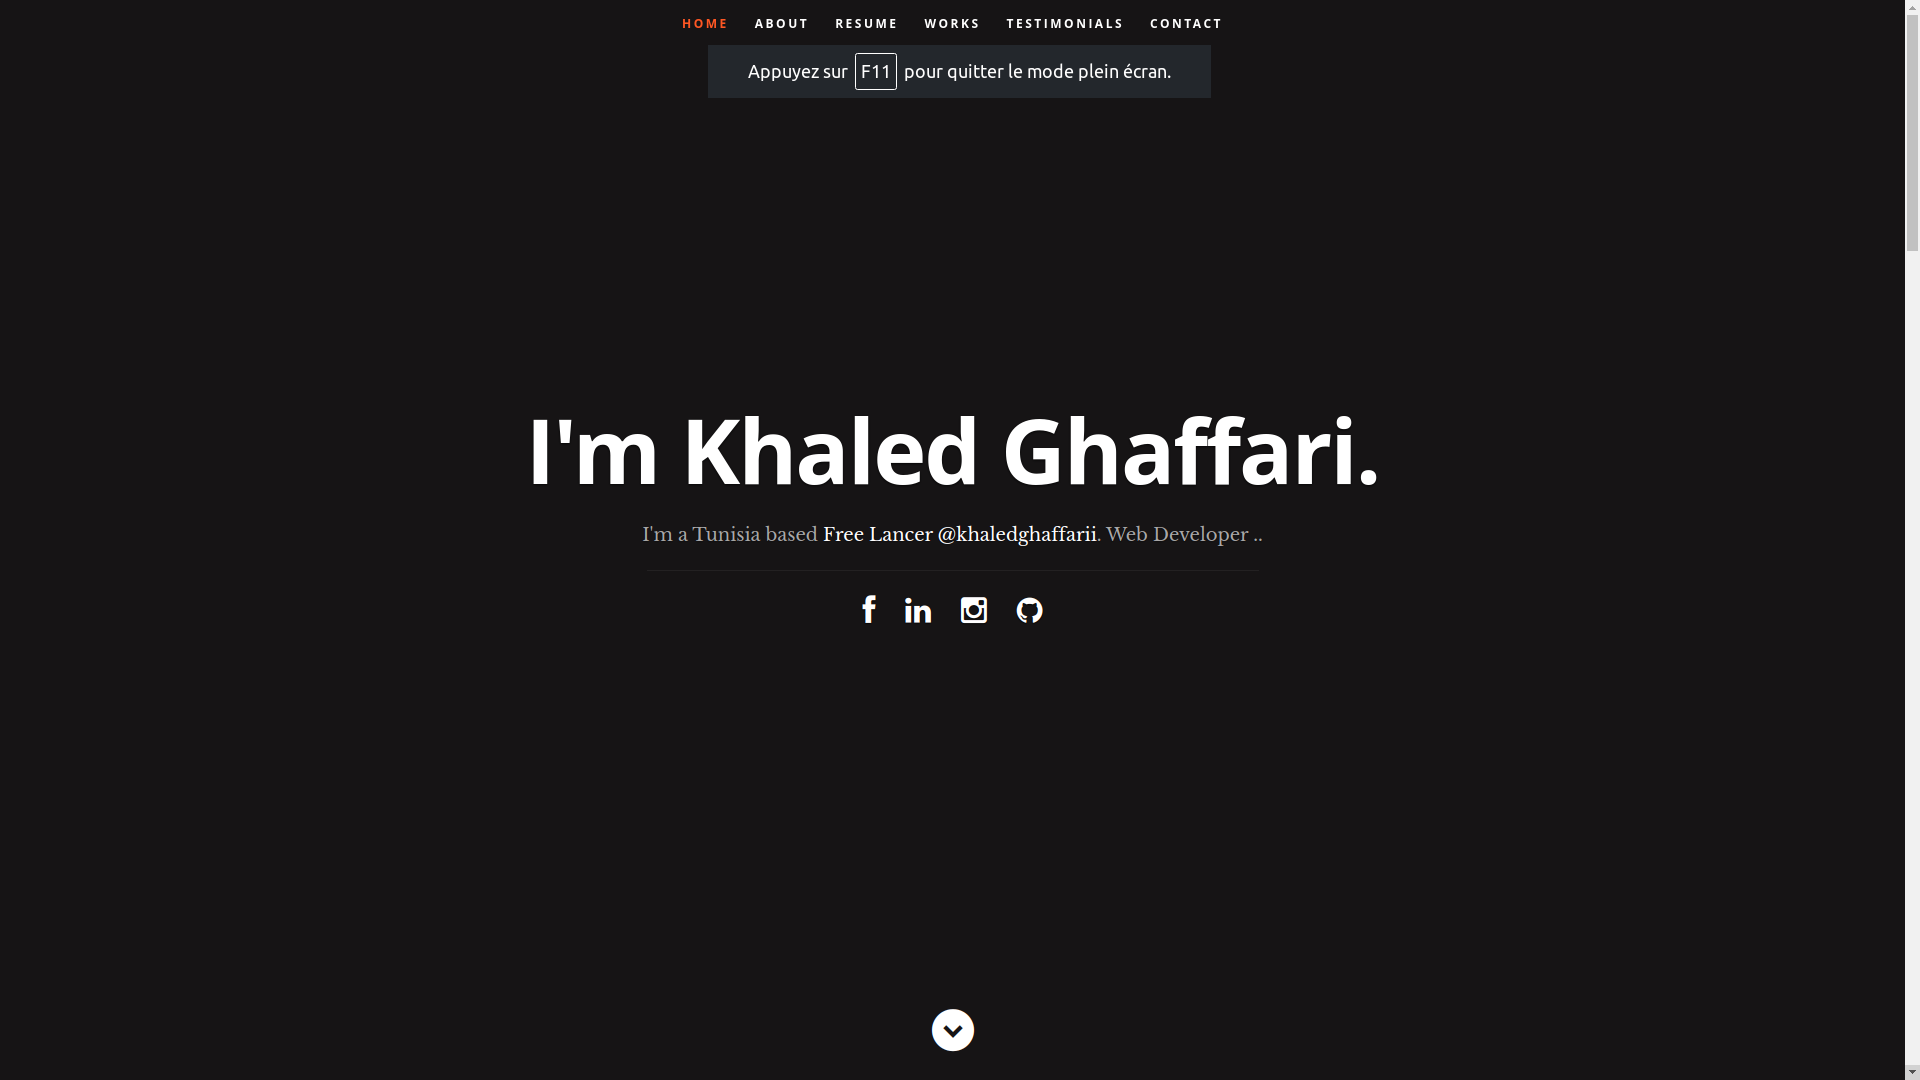 HOME ABOUT RESUME WORKS TESTIMONIALS CONTACT
Appuyez sur F11 pour quitter le mode plein écran.
I'm Khaled Ghaffari.
I'm a Tunisia based Free Lancer @khaledghaffarii. Web Developer ..